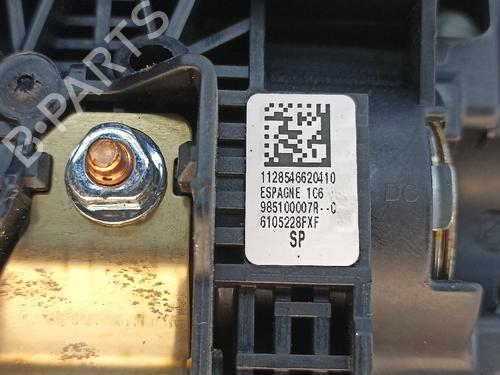 B-PARTS
1128546620410
ESPAGNE 1C6
985100007R--C
6105228FXF
SP
DC